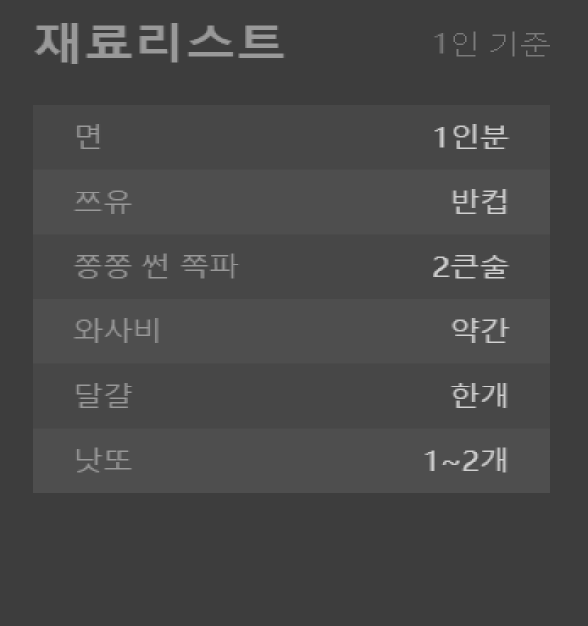 재료리스트 1인 기준
면 1인분
쯔유 반컵
쫑쫑 썬 쪽파 2큰술
와사비 약간
달걀 한개
낫또 1~2개